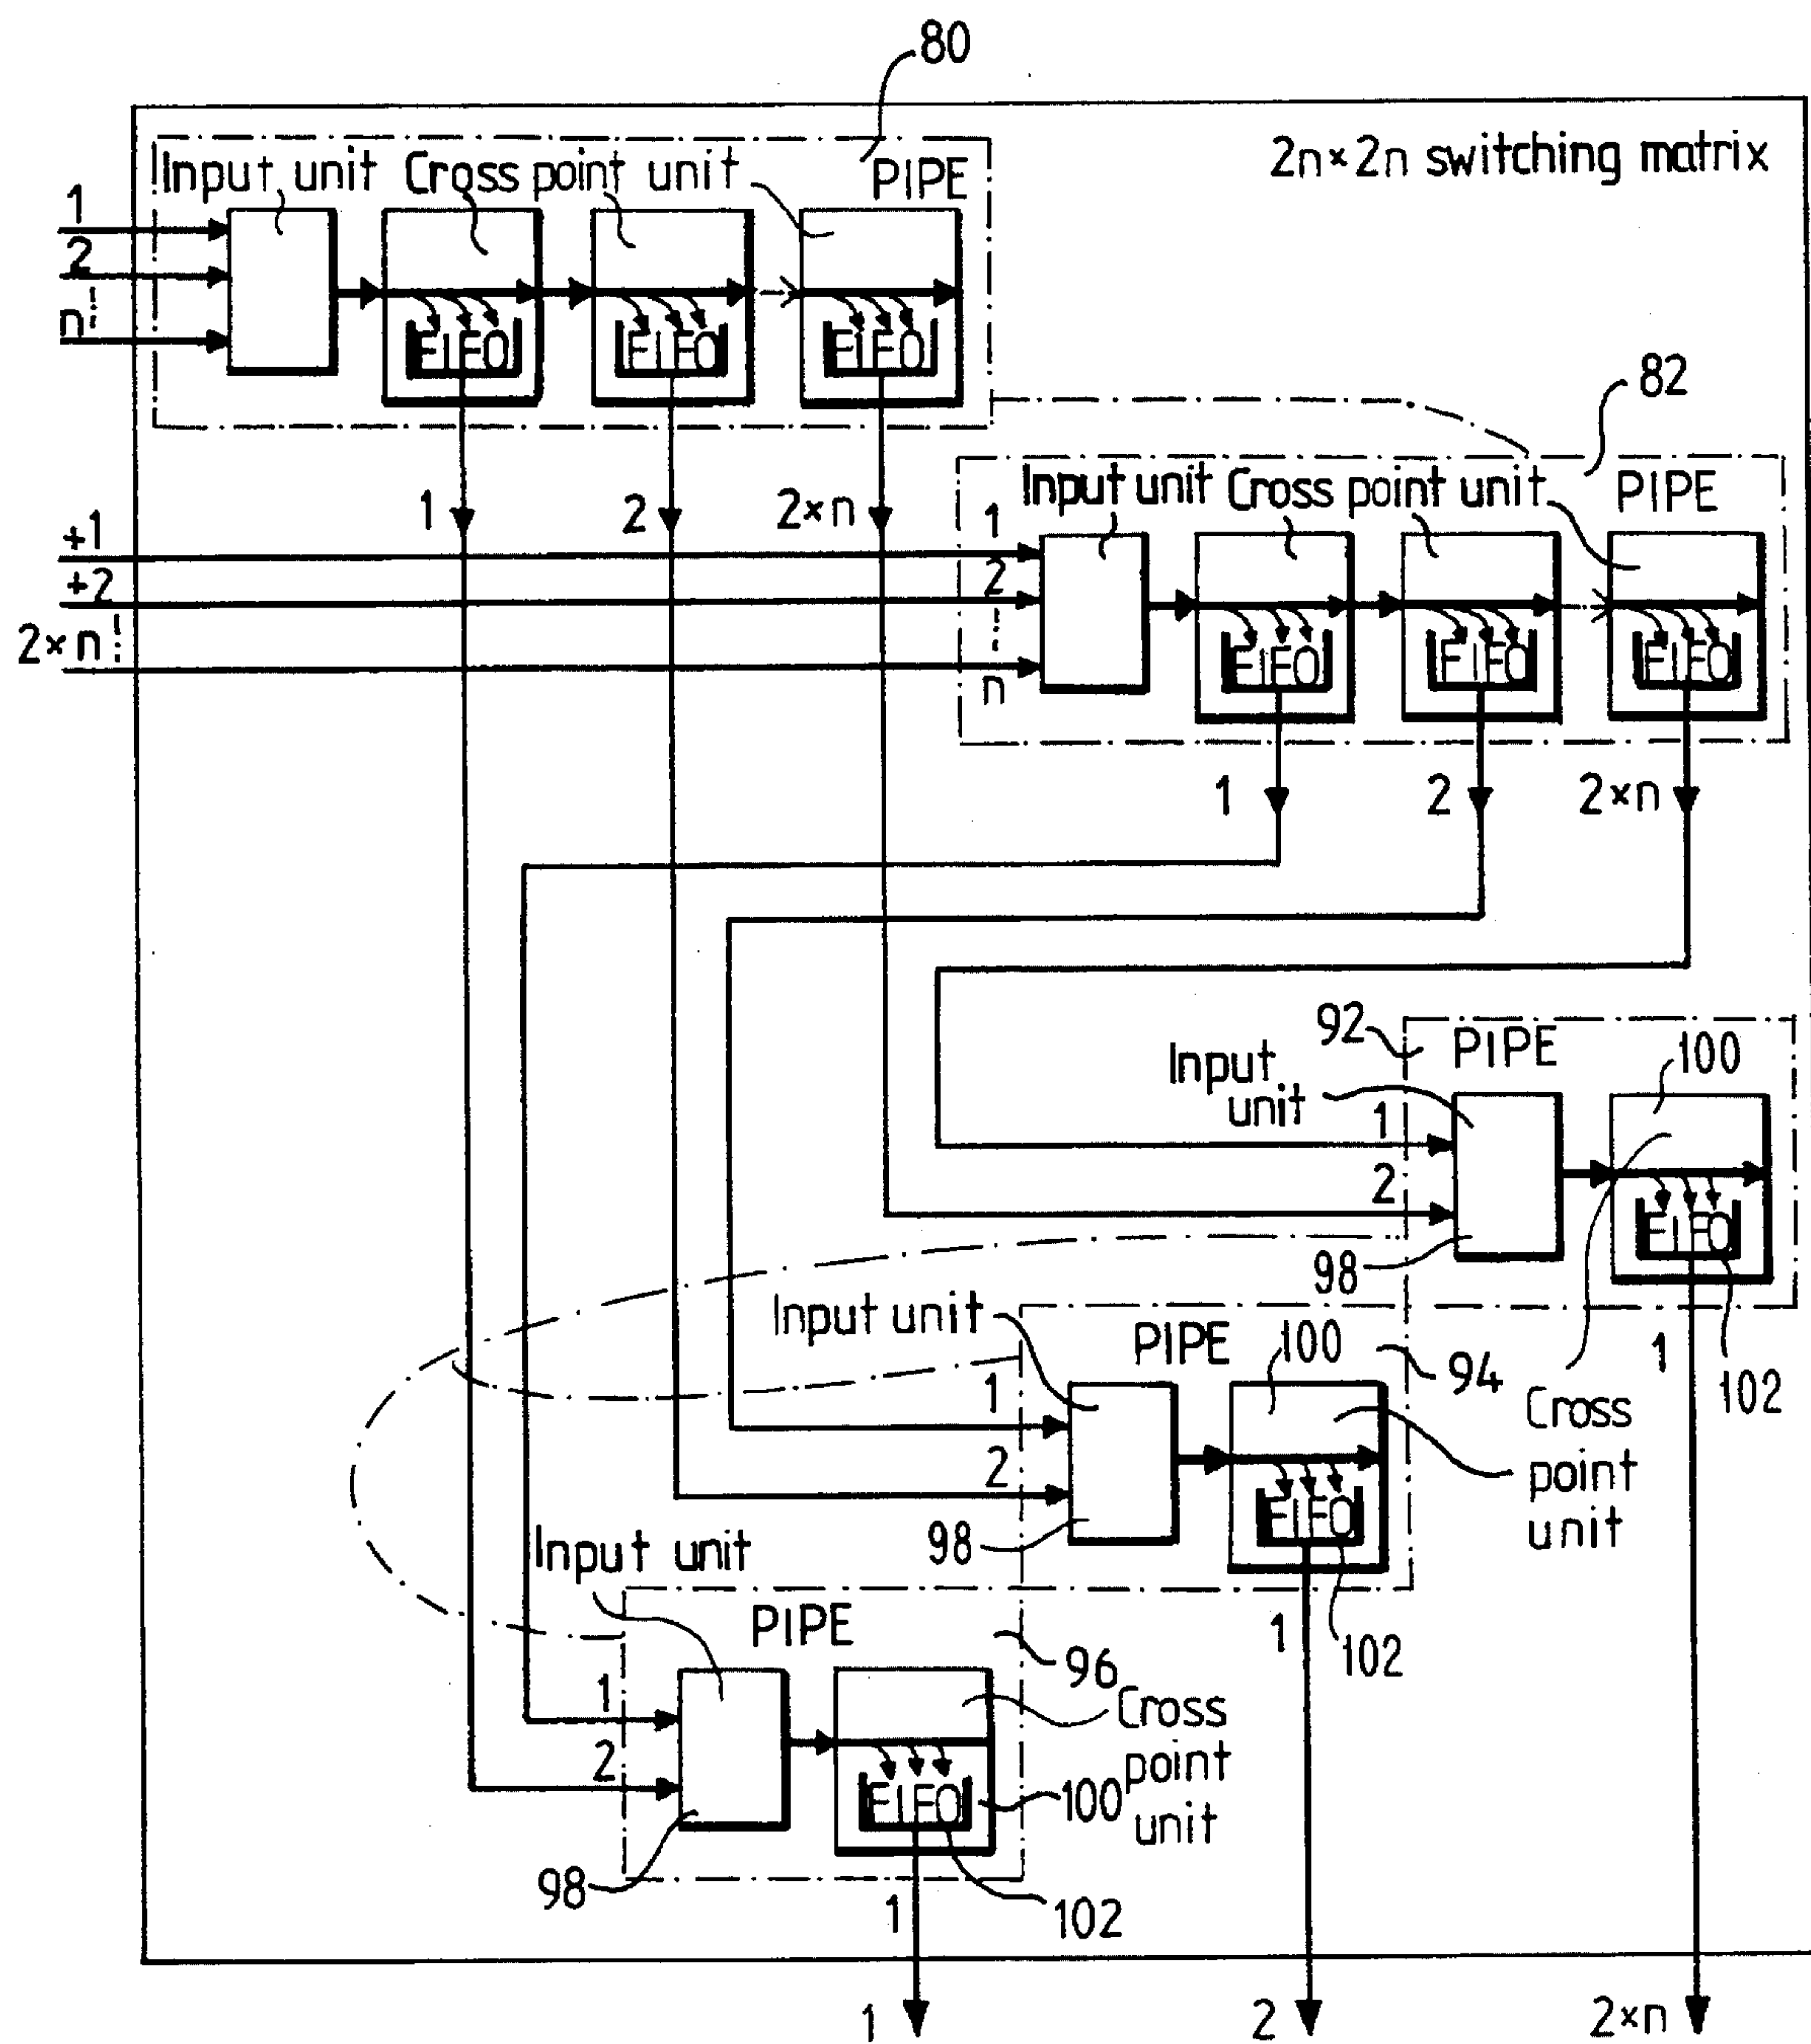 80
2n×2n switching matrix
Input unit Cross point unit PIPE
1
2
n
FIFO FIFO FIFO
82
Input unit Cross point unit PIPE
1 2 2×n
+1
+2
2×n
1
2
n
FIFO FIFO FIFO
1 2 2×n
92 PIPE 100
Input unit
1
2
FIFO
98
1
102
Input unit
PIPE 100
94
1
2
FIFO
98
Cross point unit
1
102
Input unit
PIPE
96
1
2
Cross point unit
FIFO
100
98
1
102
1 2 2×n